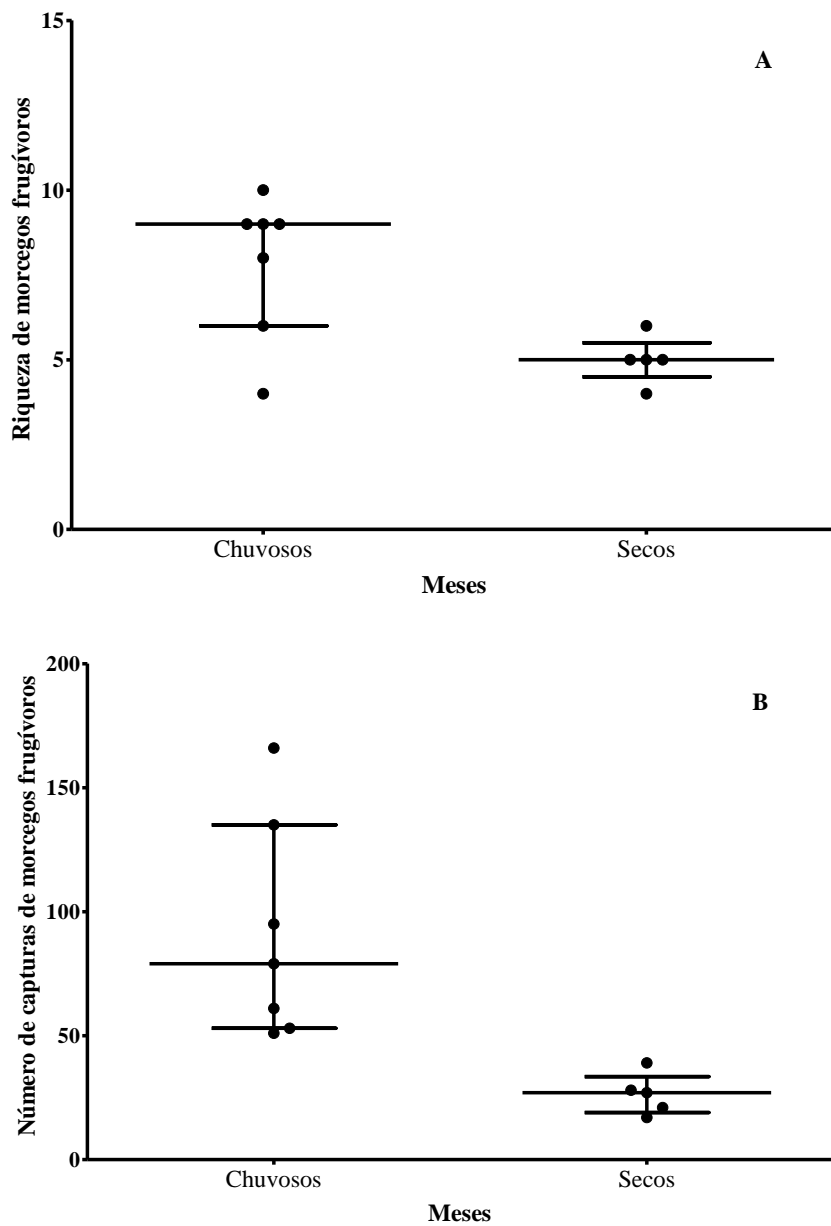 A
Riqueza de morcegos frugívoros
15
10
5
0
Chuvosos Secos
Meses
B
Número de capturas de morcegos frugívoros
200
150
100
50
0
Chuvosos Secos
Meses